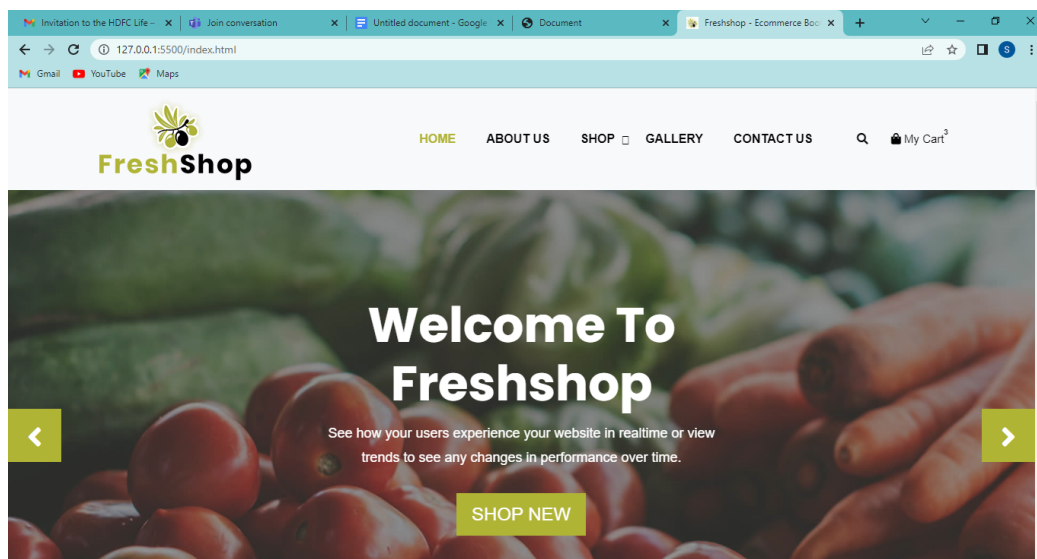 Invitation to the HDFC Life –
Join conversation
Untitled document - Google
Document
Freshshop - Ecommerce Boo
127.0.0.1:5500/index.html
S
Gmail
YouTube
Maps
HOME
ABOUT US
SHOP
GALLERY
CONTACT US
My Cart 3
FreshShop
Welcome To
Freshshop
See how your users experience your website in realtime or view
trends to see any changes in performance over time.
SHOP NEW